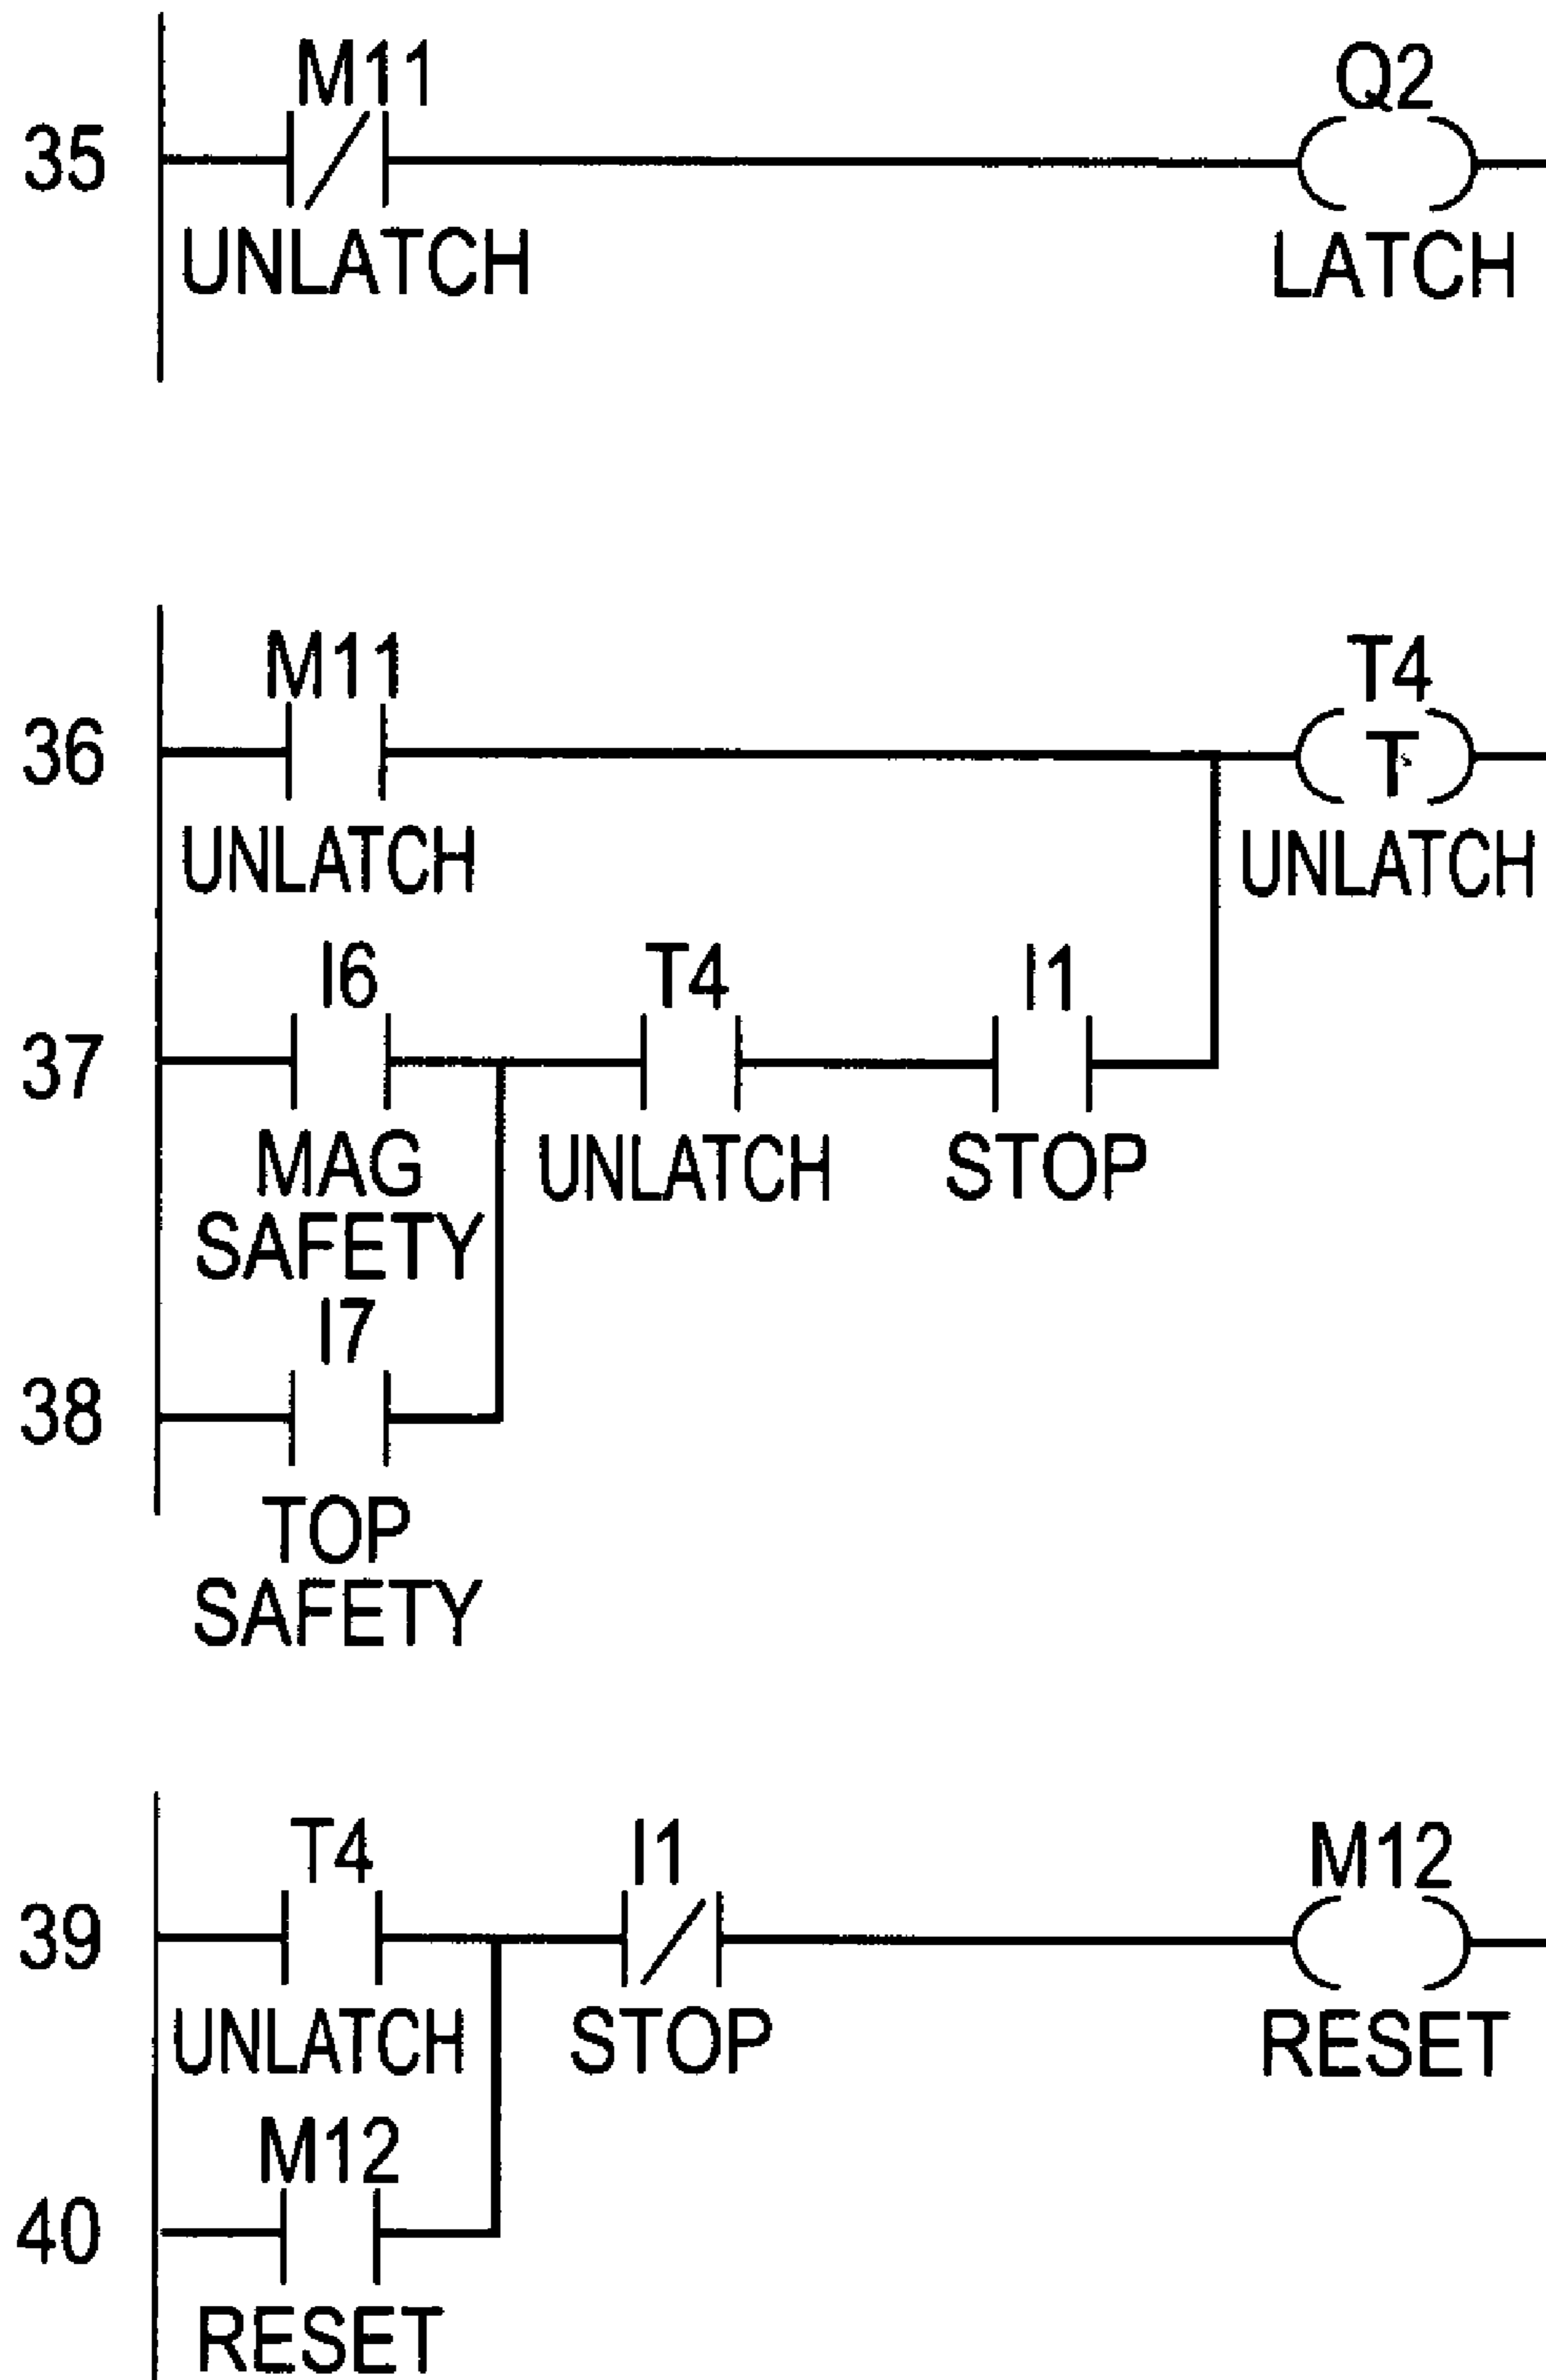 M11 Q2
35
UNLATCH LATCH
M11 T4
36 T
UNLATCH UNLATCH
I6 T4 I1
37
MAG UNLATCH STOP
SAFETY
I7
38
TOP
SAFETY
T4 I1 M12
39
UNLATCH STOP RESET
M12
40
RESET